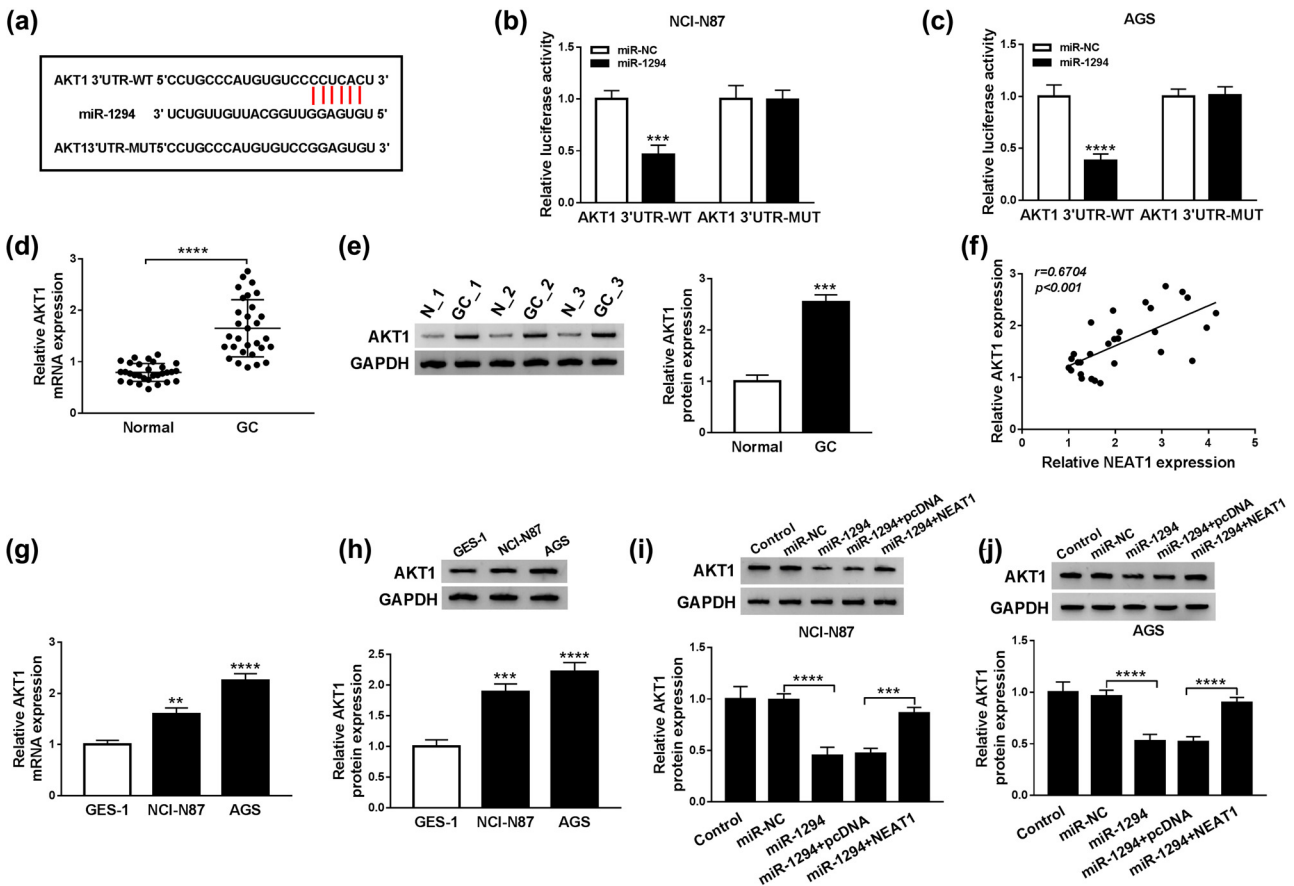 (a)
AKT1 3'UTR-WT 5'CCUGCCCAUGUGUCCCCUCACU 3'
miR-1294 3' UCUGUUGUUACGGUUGGAGUGU 5'
AKT13'UTR-MUT5'CCUGCCCAUGUGUCCGGAGUGU 3'
(b)
NCI-N87
miR-NC
miR-1294
Relative luciferase activity
1.5
1.0
0.5
0.0
***
AKT1 3'UTR-WT AKT1 3'UTR-MUT
(c)
AGS
miR-NC
miR-1294
Relative luciferase activity
1.5
1.0
0.5
0.0
****
AKT1 3'UTR-WT AKT1 3'UTR-MUT
(d)
Relative AKT1
mRNA expression
3
2
1
0
****
Normal GC
(e)
N_1 GC_1 N_2 GC_2 N_3 GC_3
AKT1
GAPDH
Relative AKT1
protein expression
3
2
1
0
***
Normal GC
(f)
r=0.6704
p<0.001
Relative AKT1 expression
3
2
1
0
0 1 2 3 4 5
Relative NEAT1 expression
(g)
Relative AKT1
mRNA expression
3
2
1
0
**
****
GES-1 NCI-N87 AGS
(h)
GES-1 NCI-N87 AGS
AKT1
GAPDH
Relative AKT1
protein expression
2.5
2.0
1.5
1.0
0.5
0.0
***
****
GES-1 NCI-N87 AGS
(i)
Control miR-NC miR-1294 miR-1294+pcDNA miR-1294+NEAT1
AKT1
GAPDH
NCI-N87
Relative AKT1
protein expression
1.5
1.0
0.5
0.0
****
***
Control miR-NC miR-1294 miR-1294+pcDNA miR-1294+NEAT1
(j)
Control miR-NC miR-1294 miR-1294+pcDNA miR-1294+NEAT1
AKT1
GAPDH
AGS
Relative AKT1
protein expression
1.5
1.0
0.5
0.0
****
****
Control miR-NC miR-1294 miR-1294+pcDNA miR-1294+NEAT1